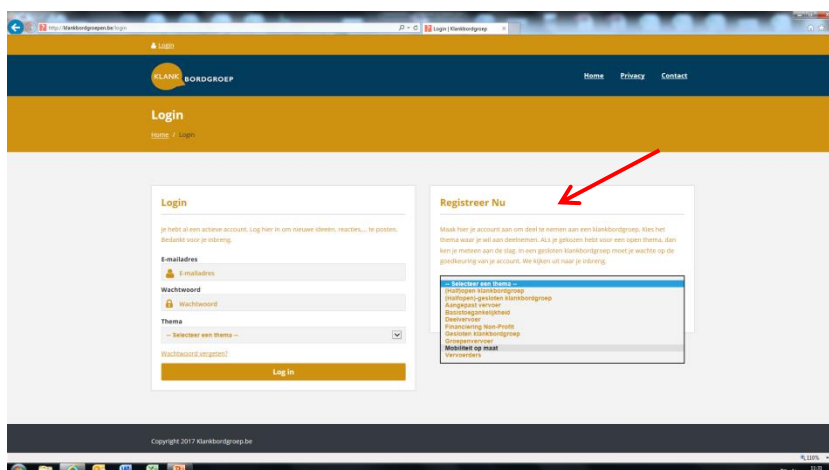 http://klankbordgroepen.be/login
Login | Klankbordgroep
Login
KLANK BORDGROEP
Home Privacy Contact
Login
Home / Login
Login
Je hebt al een actieve account. Log hier in om nieuwe ideeën, reacties,... te posten.
Bedankt voor je inbreng.
E-mailadres
E-mailadres
Wachtwoord
Wachtwoord
Thema
-- Selecteer een thema --
Wachtwoord vergeten?
Log in
Registreer Nu
Maak hier je account aan om deel te nemen aan een klankbordgroep. Kies het
thema waar je wil aan deelnemen. Als je gekozen hebt voor een open thema, dan
ken je meteen aan de slag. In een gesloten klankbordgroep moet je wachte op de
goedkeuring van je account. We kijken uit naar je inbreng.
-- Selecteer een thema --
(Half)open klankbordgroep
(Halfopen)-gesloten klankbordgroep
Aangepast vervoer
Basistoegankelijkheid
Deelvervoer
Financiering Non-Profit
Gesloten klankbordgroep
Groepenvervoer
Mobiliteit op maat
Vervoerders
Copyright 2017 Klankbordgroep.be
110%